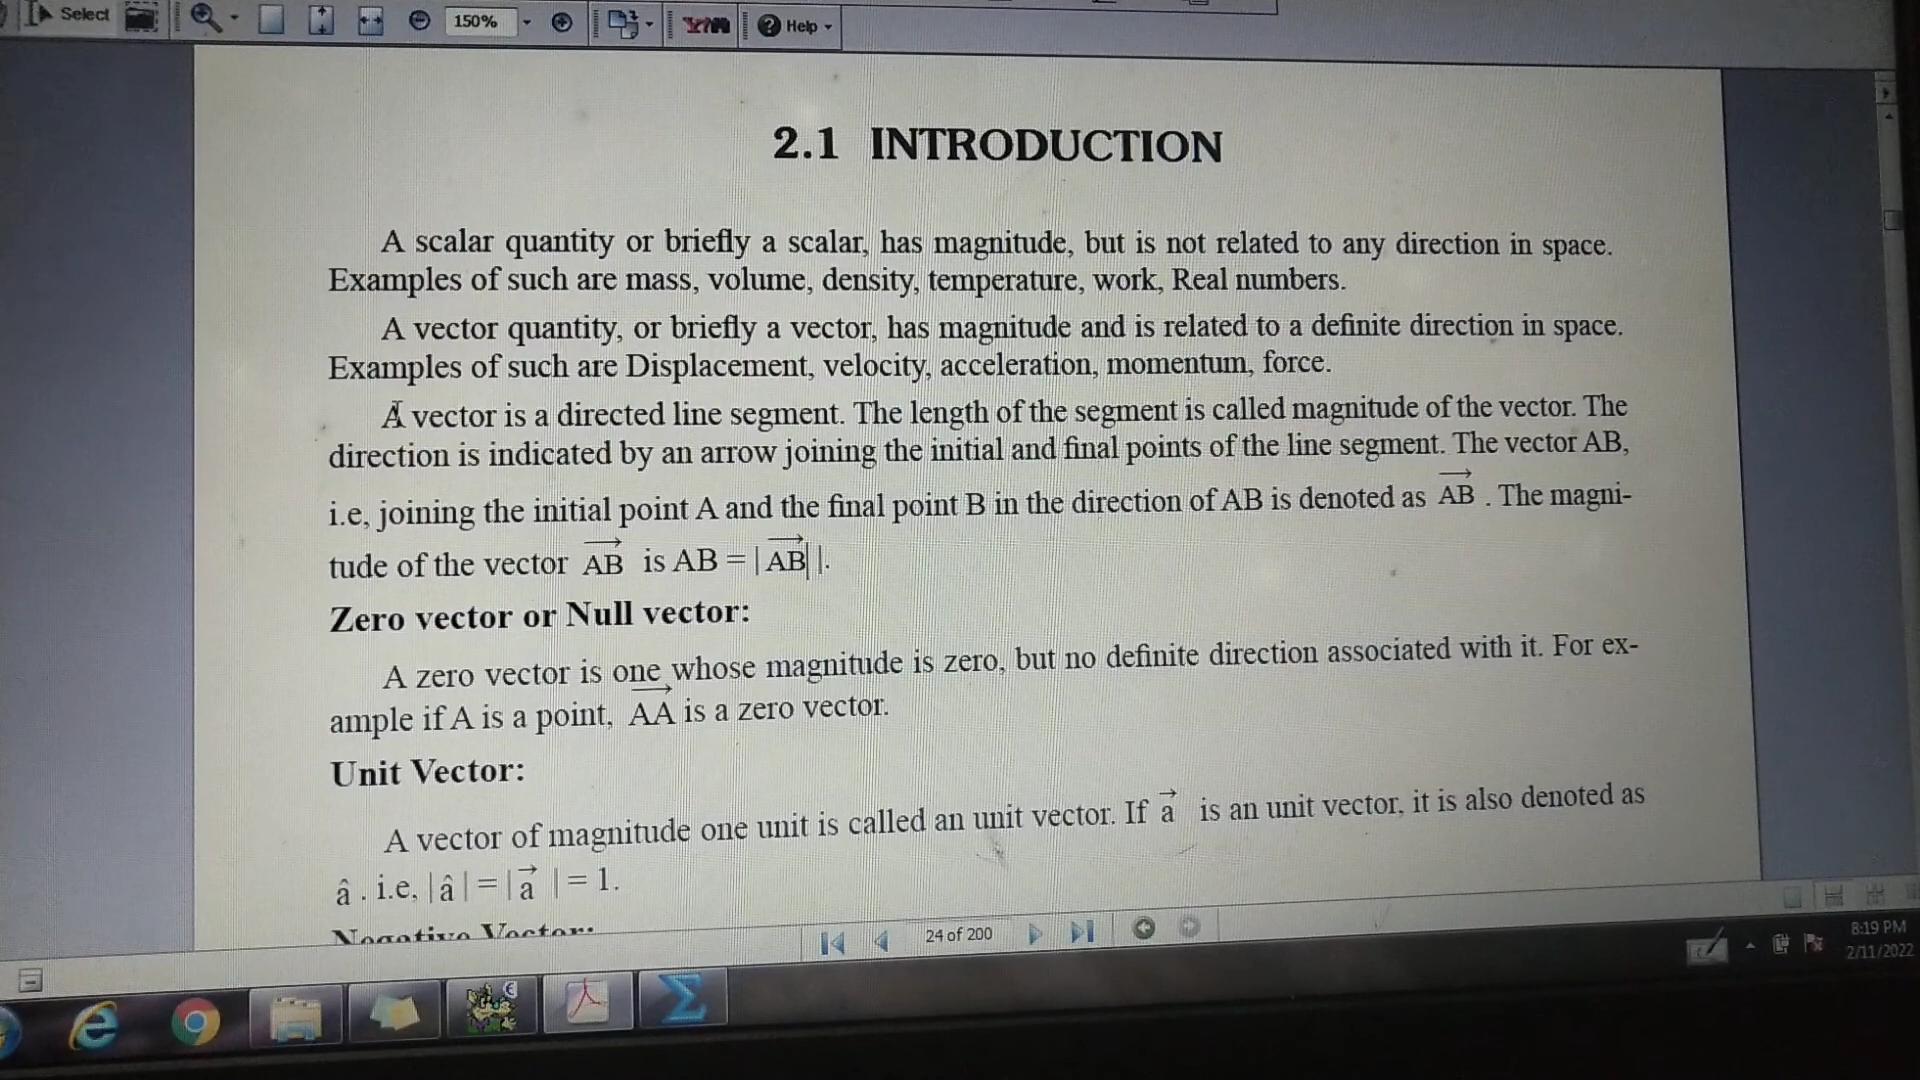 Select
150%
Help
2.1 INTRODUCTION
A scalar quantity or briefly a scalar, has magnitude, but is not related to any direction in space.
Examples of such are mass, volume, density, temperature, work, Real numbers.
A vector quantity, or briefly a vector, has magnitude and is related to a definite direction in space.
Examples of such are Displacement, velocity, acceleration, momentum, force.
A vector is a directed line segment. The length of the segment is called magnitude of the vector. The
direction is indicated by an arrow joining the initial and final points of the line segment. The vector AB,
i.e, joining the initial point A and the final point B in the direction of AB is denoted as \overrightarrow{AB} . The magni-
tude of the vector \overrightarrow{AB} is AB = | \overrightarrow{AB}| |.
Zero vector or Null vector:
A zero vector is one whose magnitude is zero, but no definite direction associated with it. For ex-
ample if A is a point, \overrightarrow{AA} is a zero vector.
Unit Vector:
A vector of magnitude one unit is called an unit vector. If \overrightarrow{a} is an unit vector, it is also denoted as
â . i.e, | â | = | \overrightarrow{a} | = 1.
Negative Vector:
24 of 200
8:19 PM
2/11/2022